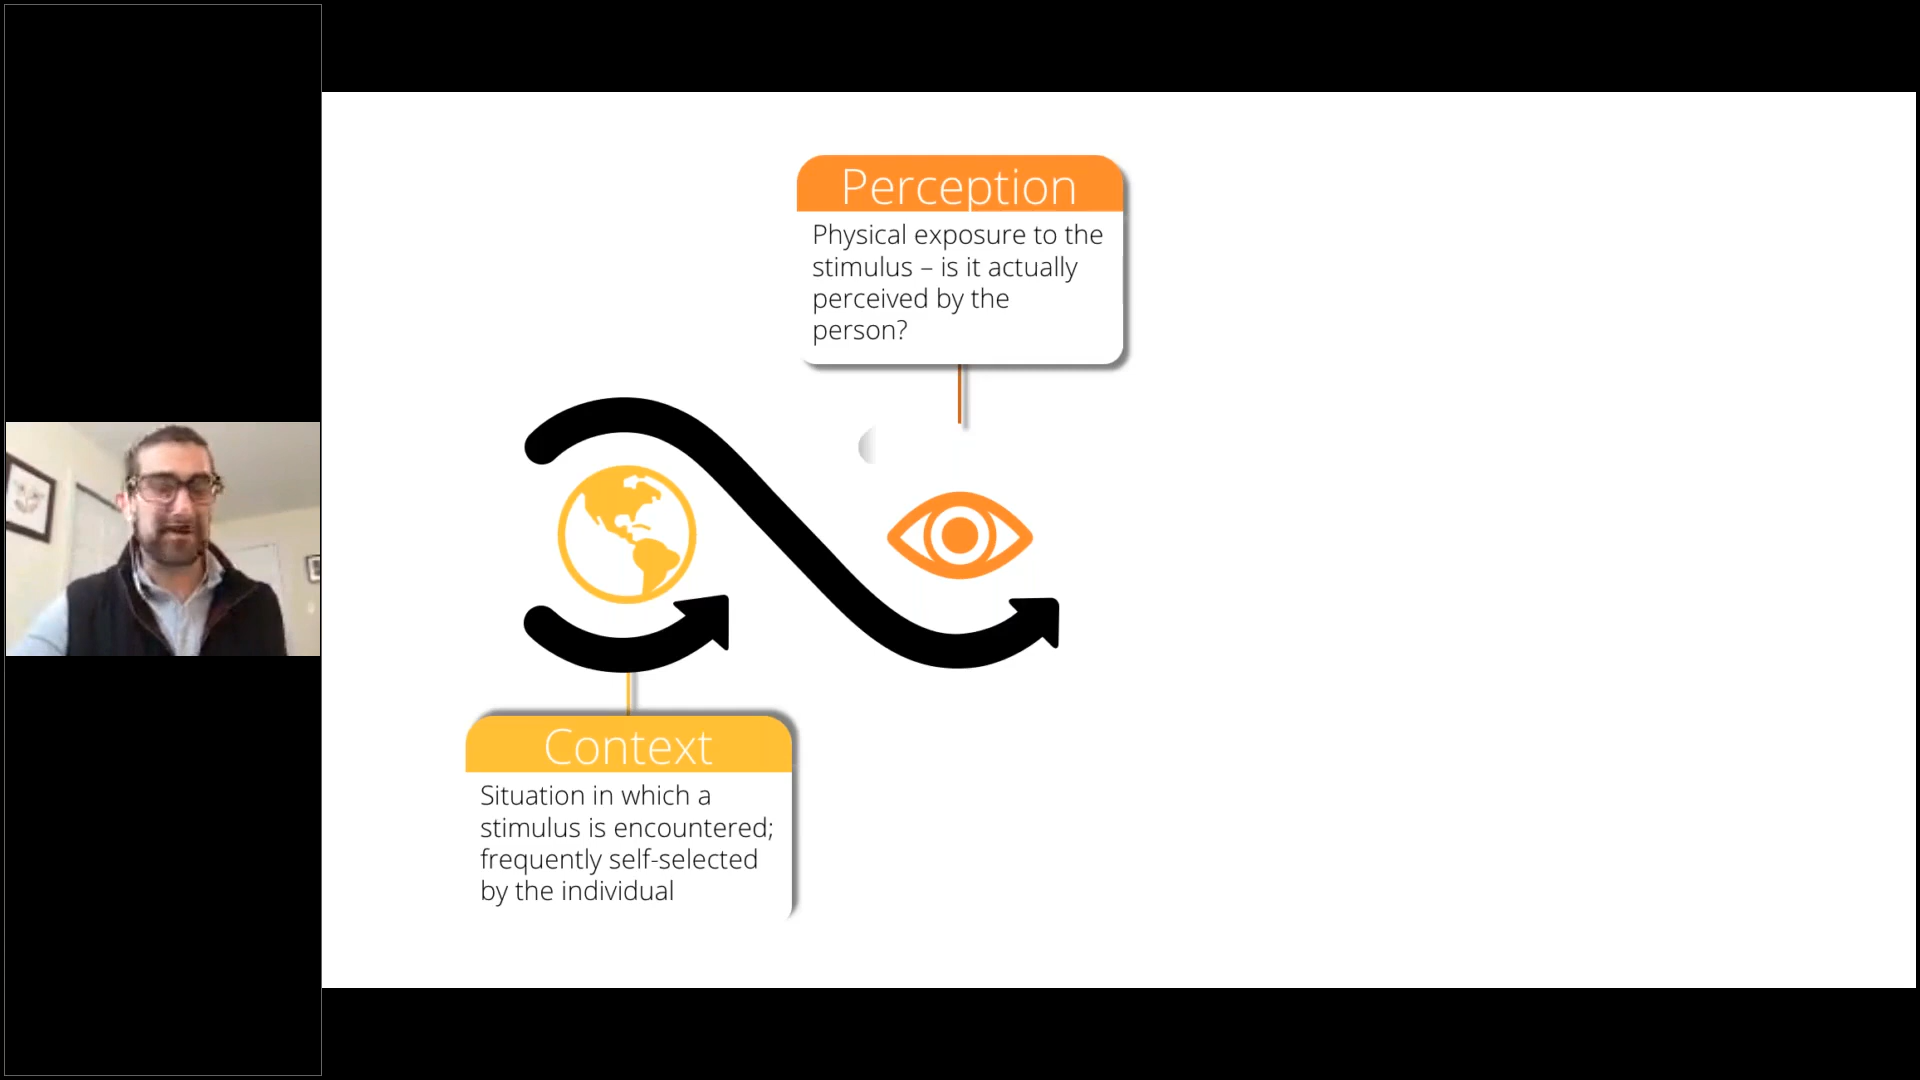 Perception
Physical exposure to the
stimulus – is it actually
perceived by the
person?
Context
Situation in which a
stimulus is encountered;
frequently self-selected
by the individual